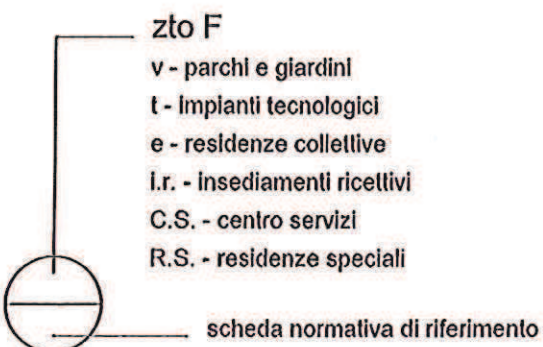 zto F
v - parchi e giardini
t - impianti tecnologici
e - residenze collettive
i.r. - insediamenti ricettivi
C.S. - centro servizi
R.S. - residenze speciali
scheda normativa di riferimento